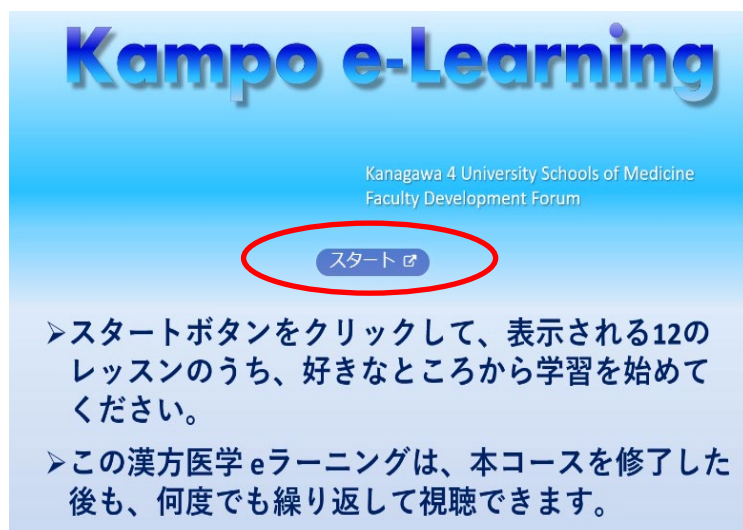 Kampo e-Learning
Kanagawa 4 University Schools of Medicine
Faculty Development Forum
スタート
➢スタートボタンをクリックして、表示される12の
レッスンのうち、好きなところから学習を始めて
ください。
➢この漢方医学 eラーニングは、本コースを修了した
後も、何度でも繰り返して視聴できます。